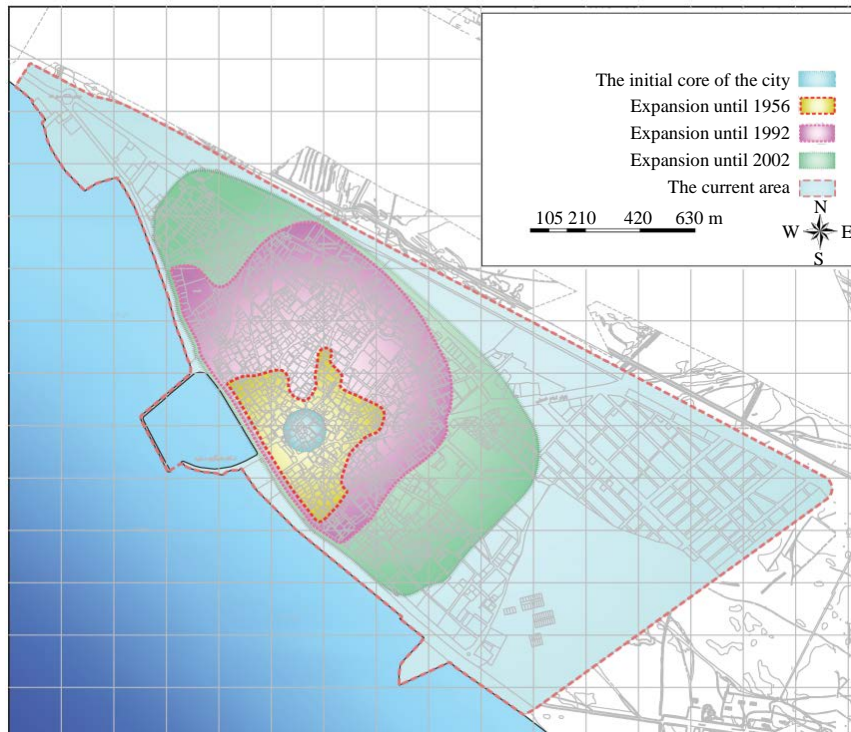 The initial core of the city
Expansion until 1956
Expansion until 1992
Expansion until 2002
The current area
N
105 210 420 630 m
W E
S